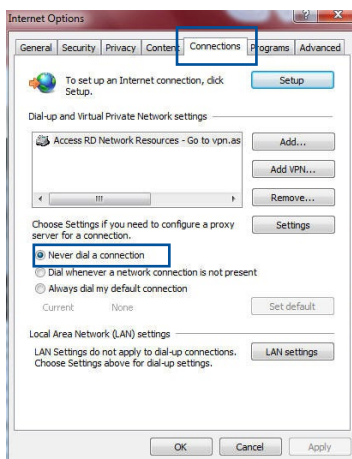 Internet Options
General Security Privacy Content Connections Programs Advanced
To set up an Internet connection, click Setup.
Setup
Dial-up and Virtual Private Network settings
Access RD Network Resources - Go to vpn.as
Add...
Add VPN...
Remove...
Choose Settings if you need to configure a proxy
server for a connection.
Settings
Never dial a connection
Dial whenever a network connection is not present
Always dial my default connection
Current None
Set default
Local Area Network (LAN) settings
LAN Settings do not apply to dial-up connections.
Choose Settings above for dial-up settings.
LAN settings
OK Cancel Apply